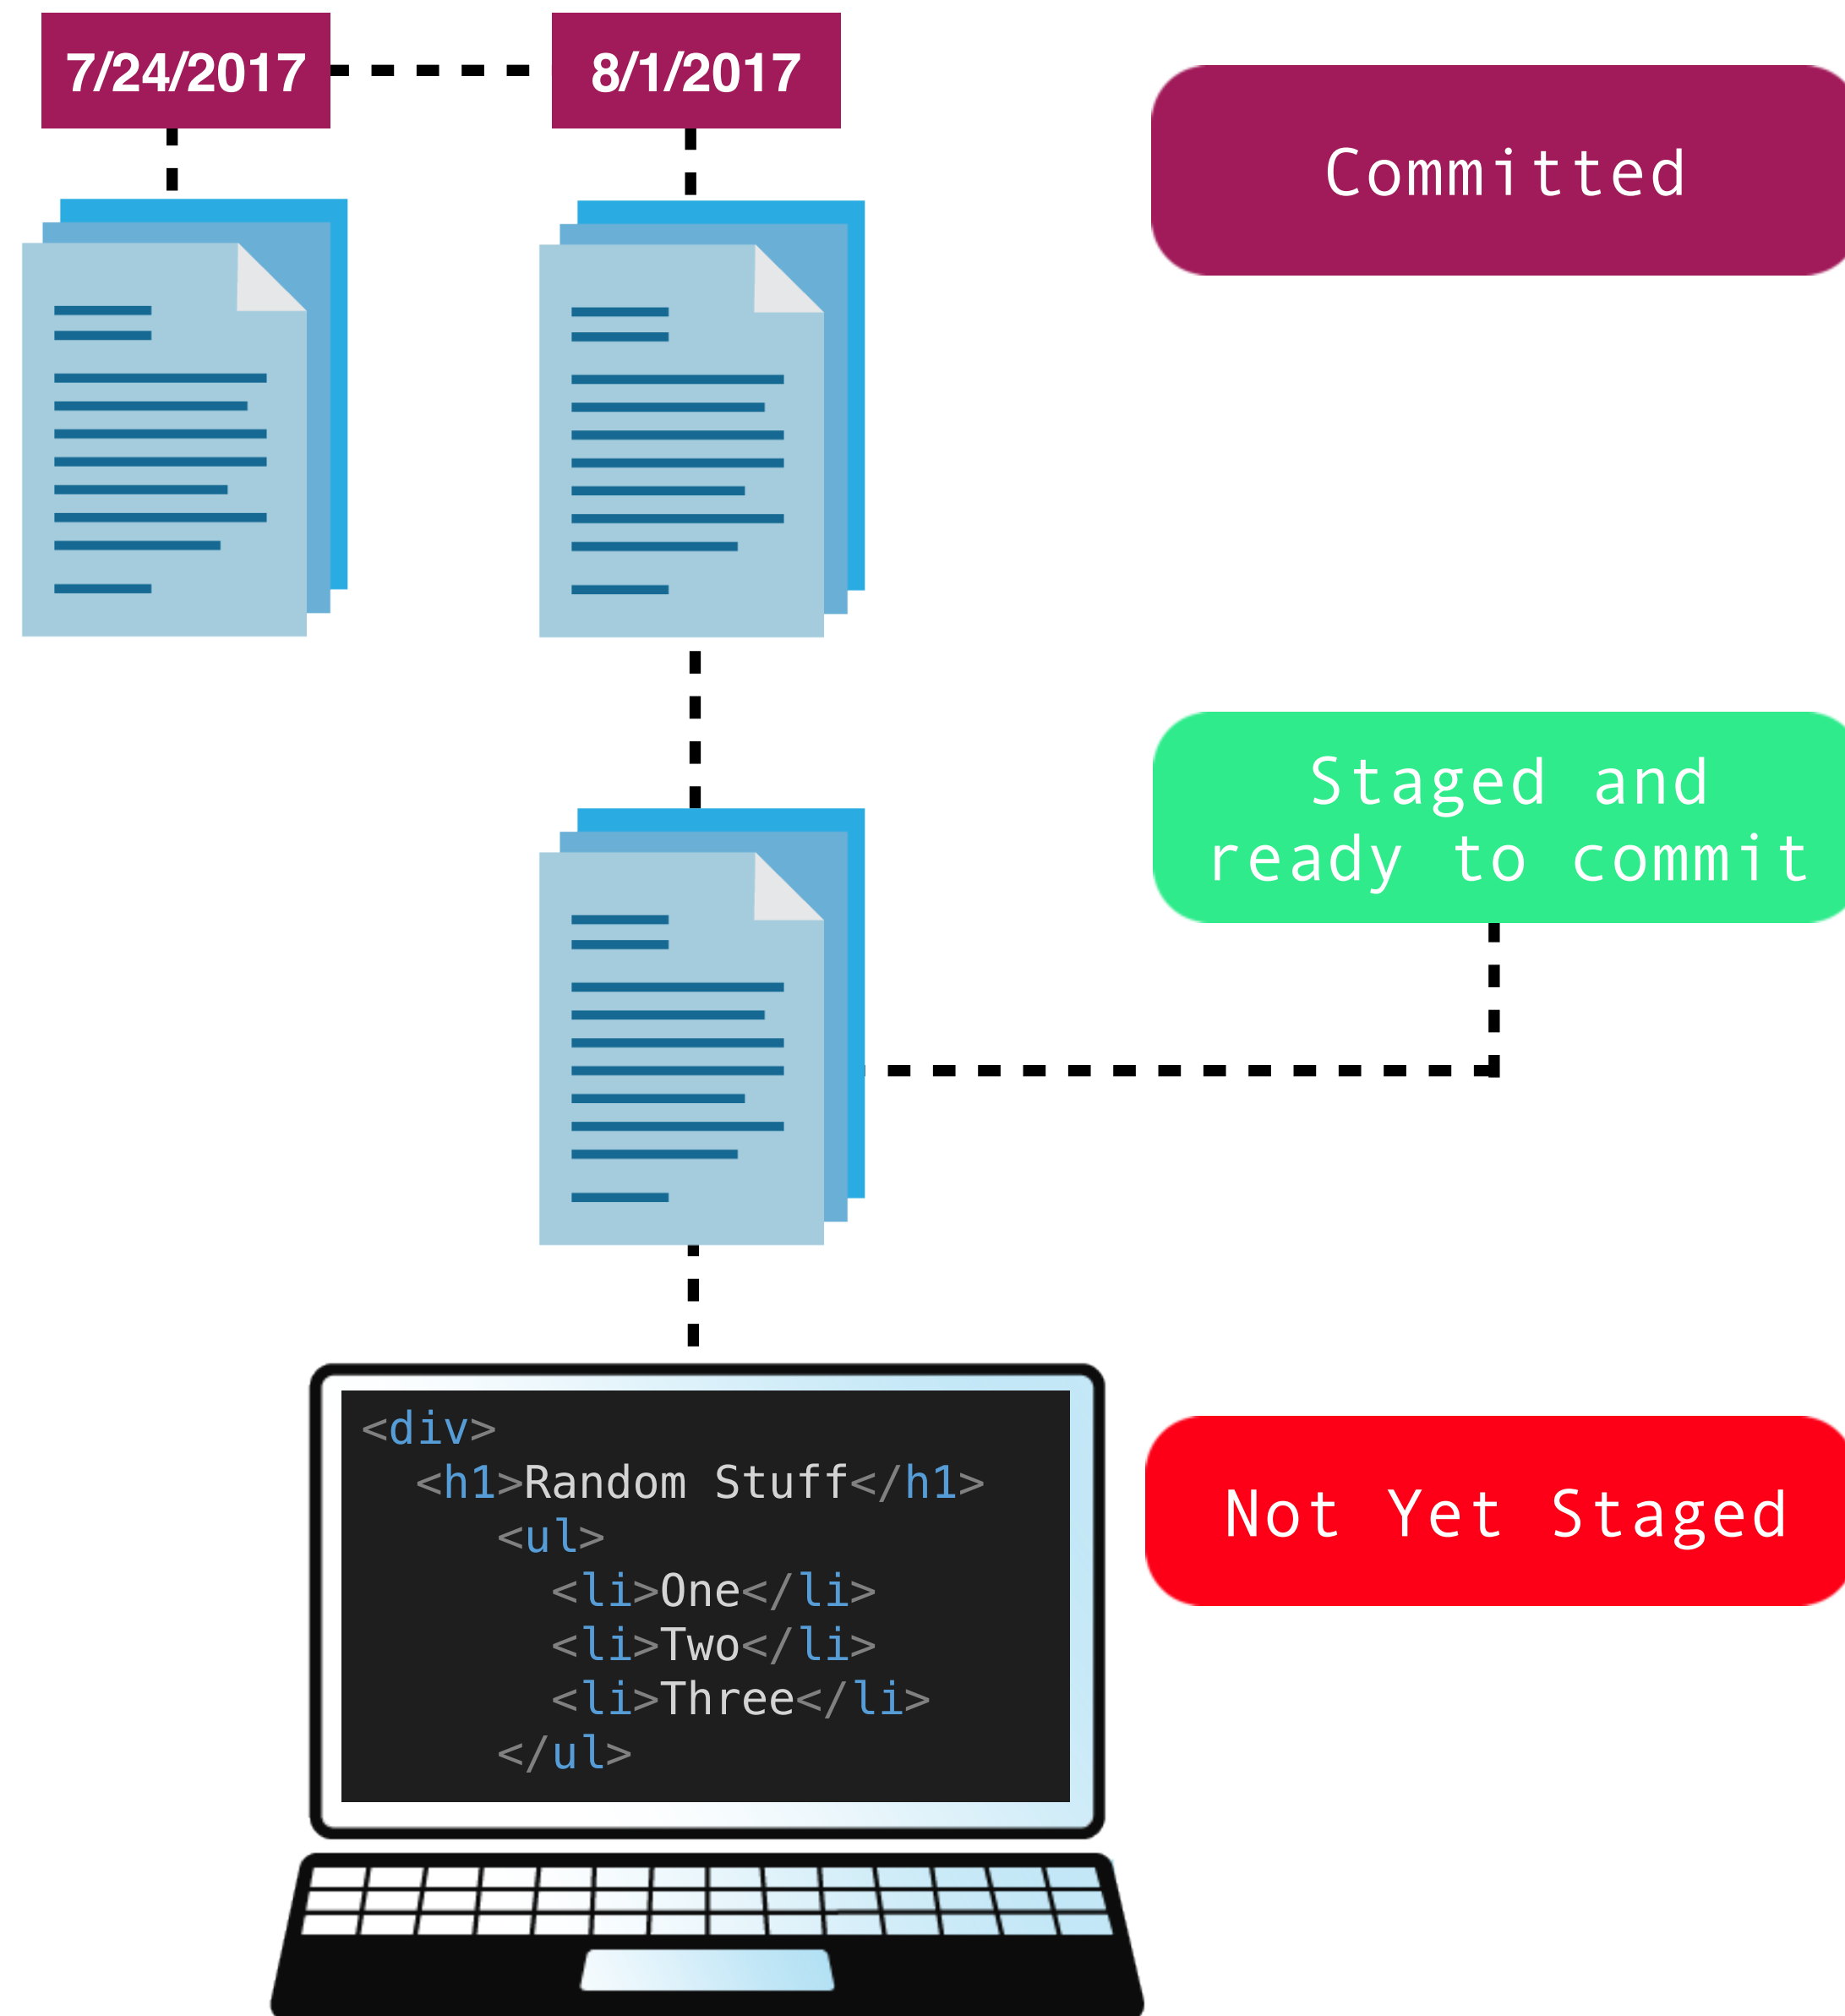 7/24/2017
8/1/2017
Committed
Staged and
ready to commit
<div>
<h1>Random Stuff</h1>
<ul>
<li>One</li>
<li>Two</li>
<li>Three</li>
</ul>
Not Yet Staged